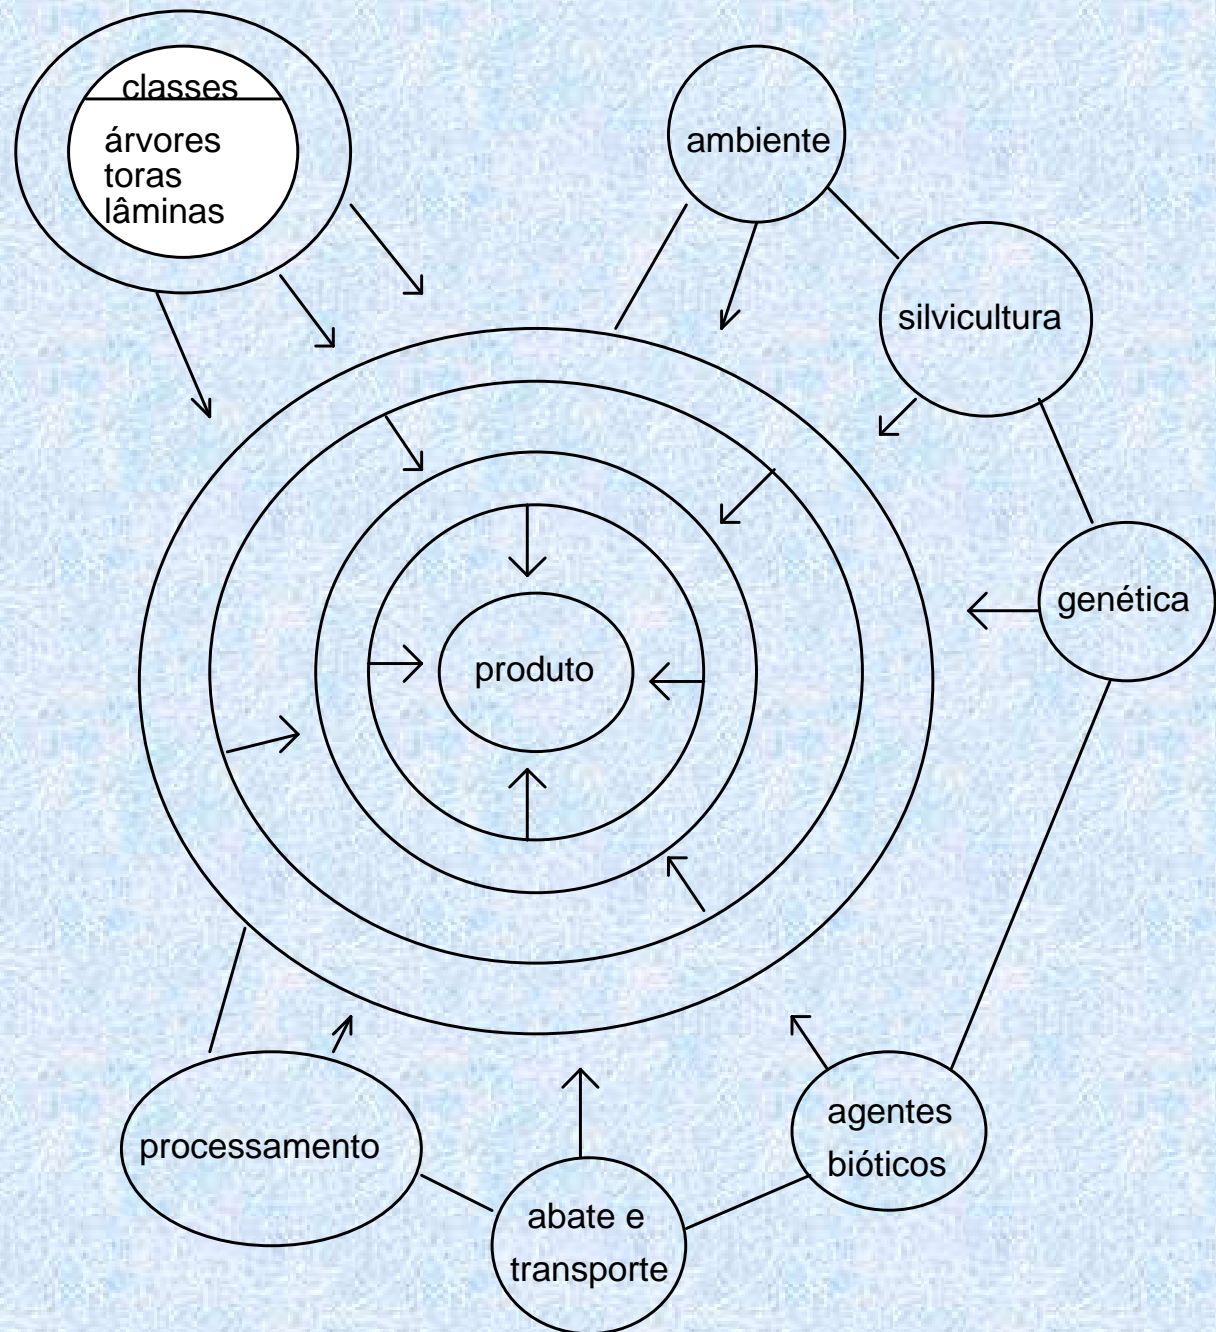 classes
árvores
toras
lâminas
ambiente
silvicultura
genética
produto
agentes
bióticos
processamento
abate e
transporte